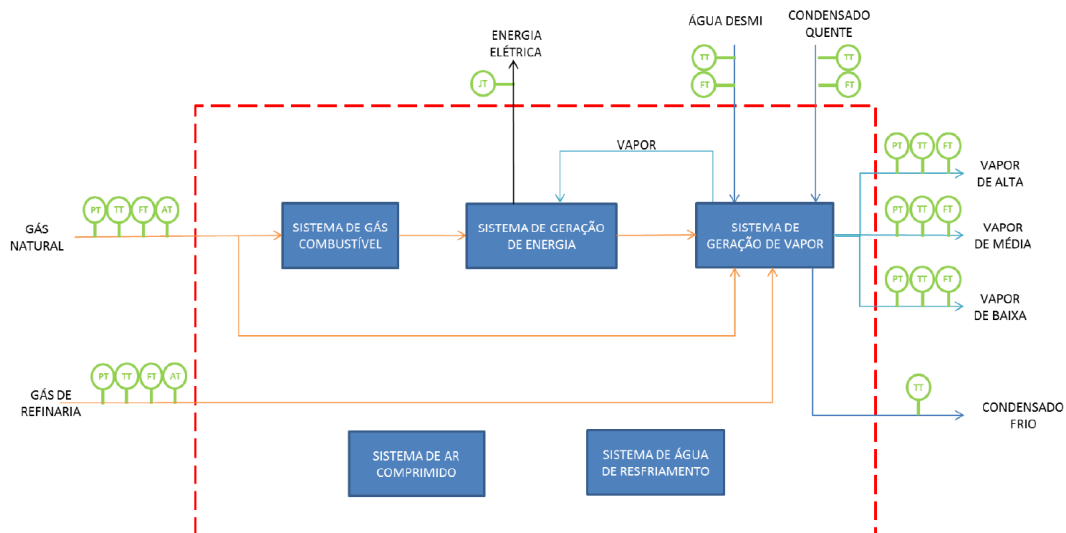 ENERGIA
ELÉTRICA
ÁGUA DESMI
CONDENSADO
QUENTE
JT
TT
FT
TT
FT
VAPOR
PT TT FT
VAPOR
DE ALTA
GÁS
NATURAL
PT TT FT AT
SISTEMA DE GÁS
COMBUSTÍVEL
SISTEMA DE GERAÇÃO
DE ENERGIA
SISTEMA DE
GERAÇÃO DE VAPOR
PT TT FT
VAPOR
DE MÉDIA
PT TT FT
VAPOR
DE BAIXA
GÁS DE
REFINARIA
PT TT FT AT
TT
CONDENSADO
FRIO
SISTEMA DE AR
COMPRIMIDO
SISTEMA DE ÁGUA
DE RESFRIAMENTO